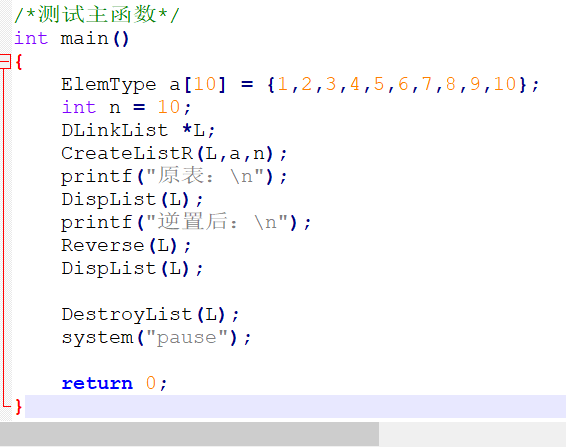 /*测试主函数*/
int main()
{
    ElemType a[10] = {1,2,3,4,5,6,7,8,9,10};
    int n = 10;
    DLinkList *L;
    CreateListR(L,a,n);
    printf("原表：\n");
    DispList(L);
    printf("逆置后：\n");
    Reverse(L);
    DispList(L);

    DestroyList(L);
    system("pause");

    return 0;
}